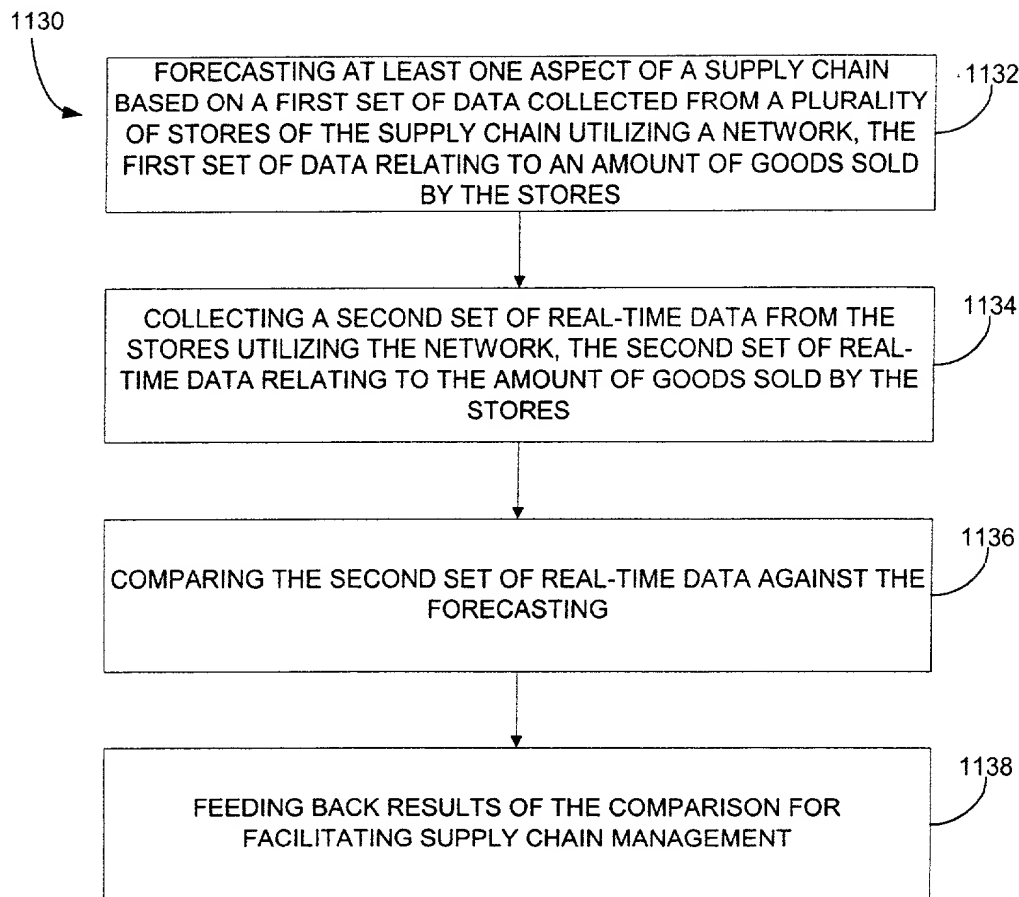 1130
FORECASTING AT LEAST ONE ASPECT OF A SUPPLY CHAIN
BASED ON A FIRST SET OF DATA COLLECTED FROM A PLURALITY
OF STORES OF THE SUPPLY CHAIN UTILIZING A NETWORK, THE
FIRST SET OF DATA RELATING TO AN AMOUNT OF GOODS SOLD
BY THE STORES
1132
COLLECTING A SECOND SET OF REAL-TIME DATA FROM THE
STORES UTILIZING THE NETWORK, THE SECOND SET OF REAL-
TIME DATA RELATING TO THE AMOUNT OF GOODS SOLD BY THE
STORES
1134
COMPARING THE SECOND SET OF REAL-TIME DATA AGAINST THE
FORECASTING
1136
FEEDING BACK RESULTS OF THE COMPARISON FOR
FACILITATING SUPPLY CHAIN MANAGEMENT
1138